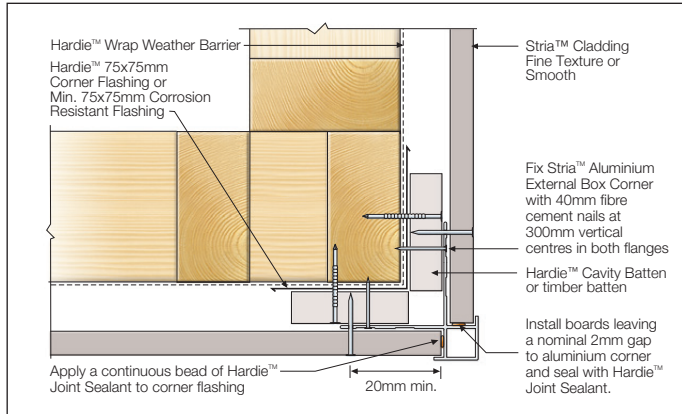 Hardie™ Wrap Weather Barrier
Hardie™ 75x75mm
Corner Flashing or
Min. 75x75mm Corrosion
Resistant Flashing
Stria™ Cladding
Fine Texture or
Smooth
Fix Stria™ Aluminium
External Box Corner
with 40mm fibre
cement nails at
300mm vertical
centres in both flanges
Hardie™ Cavity Batten
or timber batten
Install boards leaving
a nominal 2mm gap
to aluminium corner
and seal with Hardie™
Joint Sealant.
Apply a continuous bead of Hardie™
Joint Sealant to corner flashing
20mm min.